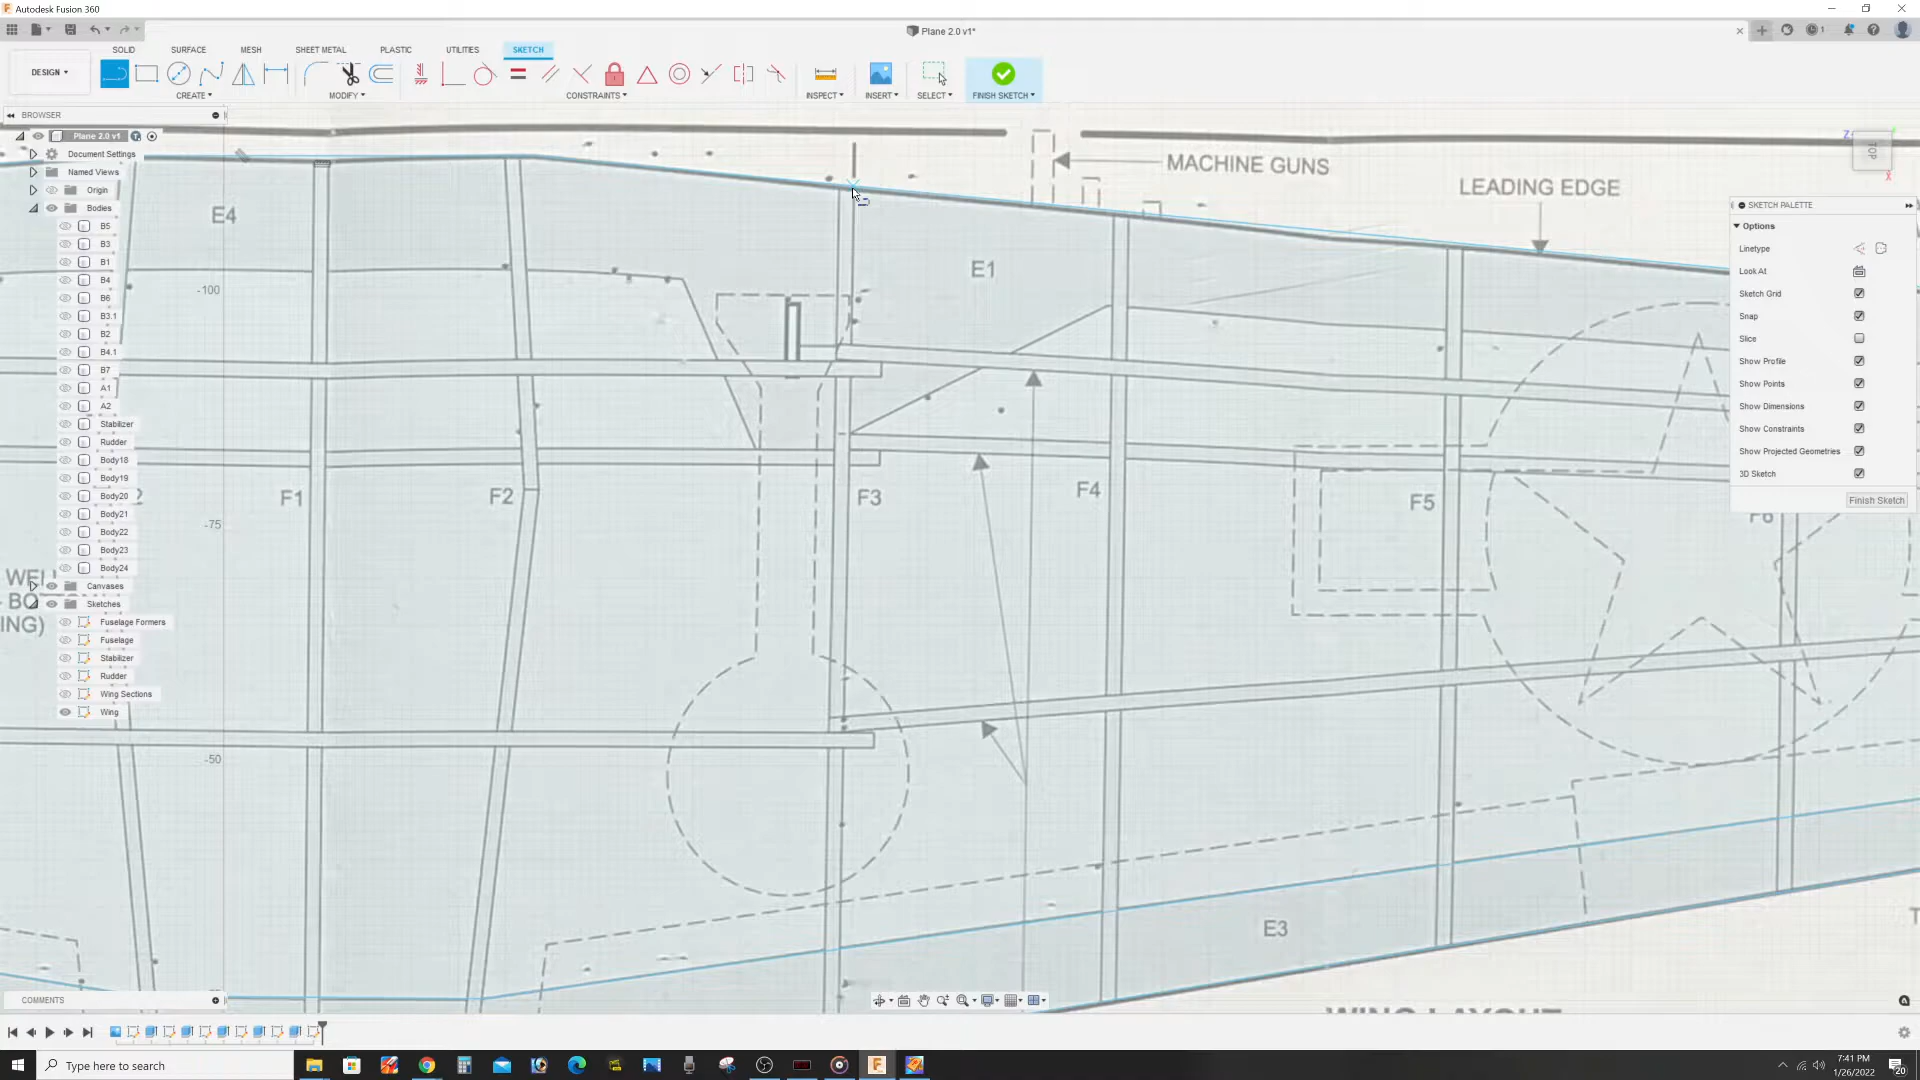 Autodesk Fusion 360
Plane 2.0 v1*
1
SOLID SURFACE MESH SHEET METAL PLASTIC UTILITIES SKETCH
DESIGN
CREATE MODIFY CONSTRAINTS INSPECT INSERT SELECT FINISH SKETCH
BROWSER
Plane 2.0 v1
Document Settings
Named Views
Origin
Bodies
B5
B3
B1
B4
B6
B3.1
B2
B4.1
B7
A1
A2
Stabilizer
Rudder
Body18
Body19
Body20
Body21
Body22
Body23
Body24
Canvases
Sketches
Fuselage Formers
Fuselage
Stabilizer
Rudder
Wing Sections
Wing
MACHINE GUNS
LEADING EDGE
E4
E1
-100
F1
F2
F3
F4
F5
-75
-50
E3
WING LAYOUT
ING)
TOP
Z
X
SKETCH PALETTE
Options
Linetype
Look At
Sketch Grid
Snap
Slice
Show Profile
Show Points
Show Dimensions
Show Constraints
Show Projected Geometries
3D Sketch
Finish Sketch
COMMENTS
Type here to search
7:41 PM
1/26/2022
20